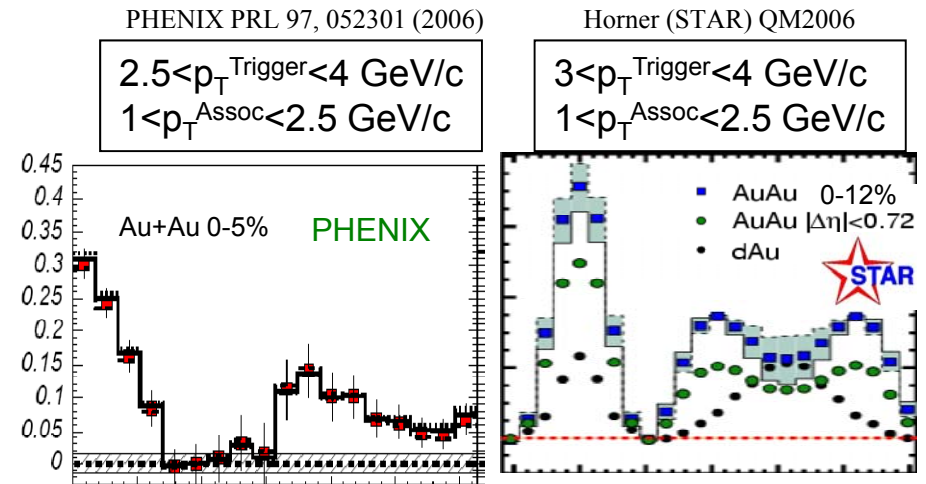 PHENIX PRL 97, 052301 (2006)
Horner (STAR) QM2006
2.5<pTTrigger<4 GeV/c
1<pTAssoc<2.5 GeV/c
3<pTTrigger<4 GeV/c
1<pTAssoc<2.5 GeV/c
0.45
0.4
0.35
0.3
0.25
0.2
0.15
0.1
0.05
0
Au+Au 0-5%
PHENIX
AuAu 0-12%
AuAu |Δη|<0.72
dAu
STAR